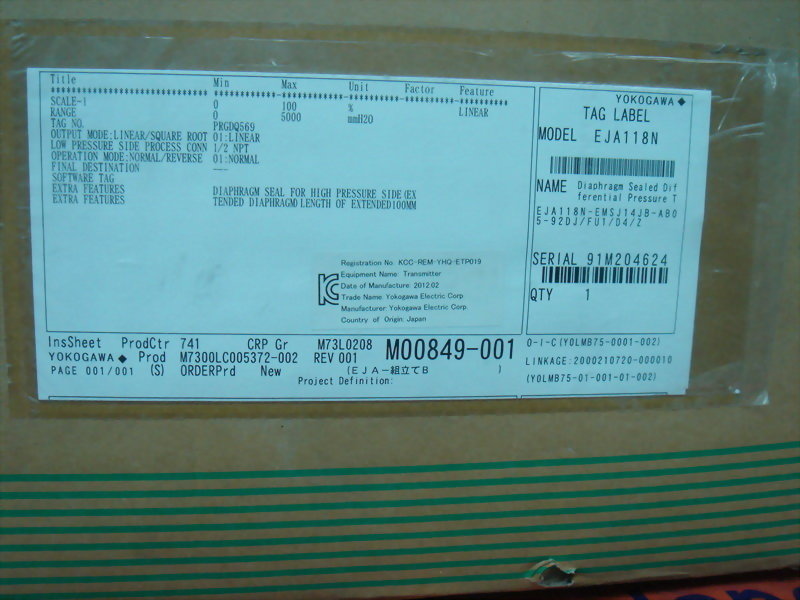 Title Min Max Unit Factor Feature
SCALE-1 0 100 %
RANGE 0 5000 mmH2O LINEAR
TAG NO. PRGDQ569
OUTPUT MODE:LINEAR/SQUARE ROOT 01:LINEAR
LOW PRESSURE SIDE PROCESS CONN 1/2 NPT
OPERATION MODE:NORMAL/REVERSE 01:NORMAL
FINAL DESTINATION ---
SOFTWARE TAG
EXTRA FEATURES DIAPHRAGM SEAL FOR HIGH PRESSURE SIDE(EX
EXTRA FEATURES TENDED DIAPHRAGM)LENGTH OF EXTENDED100MM
Registration No. KCC-REM-YHQ-ETP019
Equipment Name: Transmitter
Date of Manufacture: 2012.02
Trade Name: Yokogawa Electric Corp.
Manufacturer: Yokogawa Electric Corp.
Country of Origin: Japan
YOKOGAWA ◆
TAG LABEL
MODEL EJA118N
NAME Diaphragm Sealed Dif
ferential Pressure T
EJA118N-EMSJ14JB-AB0
5-92DJ/FU1/D4/Z
SERIAL 91M204624
QTY 1
InsSheet ProdCtr 741 CRP Gr M73L0208 M00849-001
YOKOGAWA ◆ Prod M7300LC005372-002 REV 001
PAGE 001/001 (S) ORDERPrd New (EJA-組立てB )
Project Definition:
O-I-C(YOLMB75-0001-002)
LINKAGE:2000210720-000010
(YOLMB75-01-001-01-002)